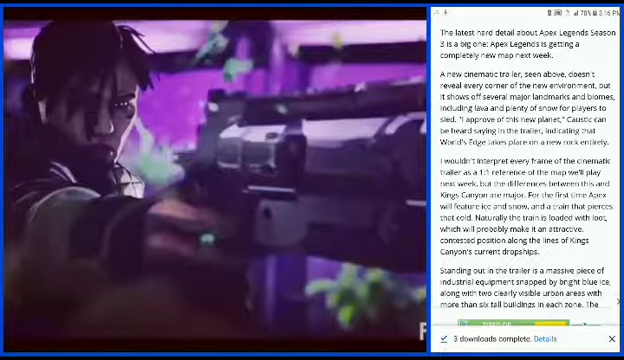 78% 3:16 PM
The latest hard detail about Apex Legends Season
3 is a big one: Apex Legends is getting a
completely new map next week.
A new cinematic trailer, seen above, doesn't
reveal every corner of the new environment, but
it shows off several major landmarks and biomes,
including lava and plenty of snow for players to
sled. "I approve of this new planet," Caustic can
be heard saying in the trailer, indicating that
World's Edge takes place on a new rock entirely.
I wouldn't interpret every frame of the cinematic
trailer as a 1:1 reference of the map we'll play
next week, but the differences between this and
Kings Canyon are major. For the first time Apex
will feature ice and snow, and a train that pierces
that cold. Naturally the train is loaded with loot,
which will probably make it an attractive,
contested position along the lines of Kings
Canyon's current dropships.
Standing out in the trailer is a massive piece of
industrial equipment snapped by bright blue ice,
along with two clearly visible urban areas with
more than six tall buildings in each zone. The
3 downloads complete. Details